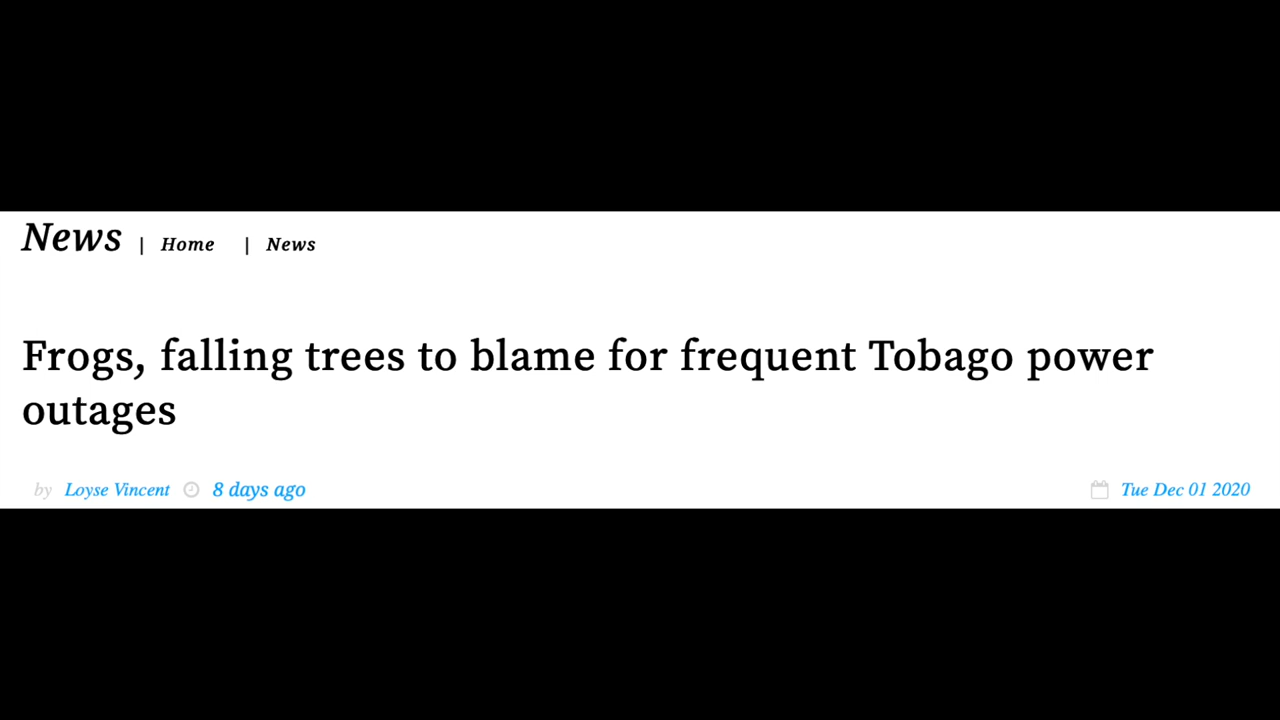 News | Home | News
Frogs, falling trees to blame for frequent Tobago power
outages
by Loyse Vincent 8 days ago Tue Dec 01 2020